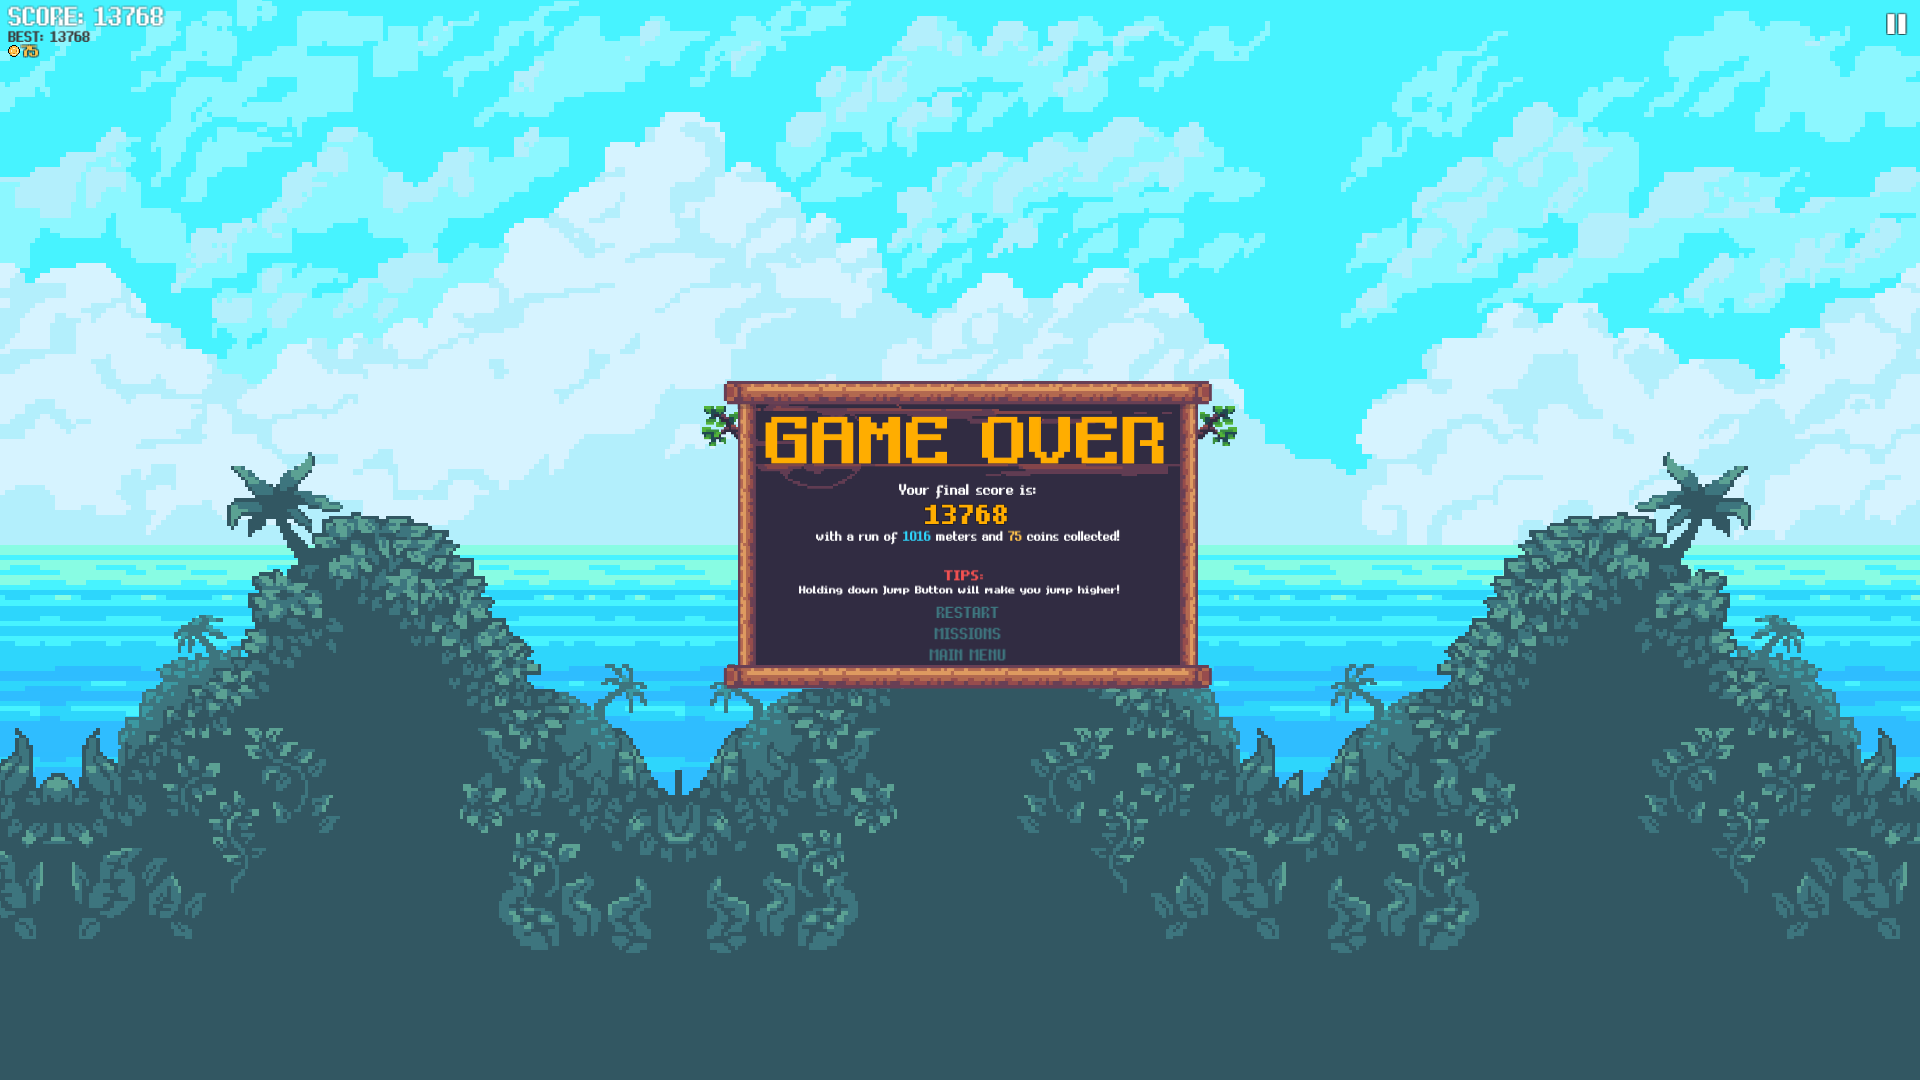 SCORE: 13768
BEST: 13768
75
GAME OVER
Your final score is:
13768
with a run of 1016 meters and 75 coins collected!
TIPS:
Holding down Jump Button will make you jump higher!
RESTART
MISSIONS
MAIN MENU